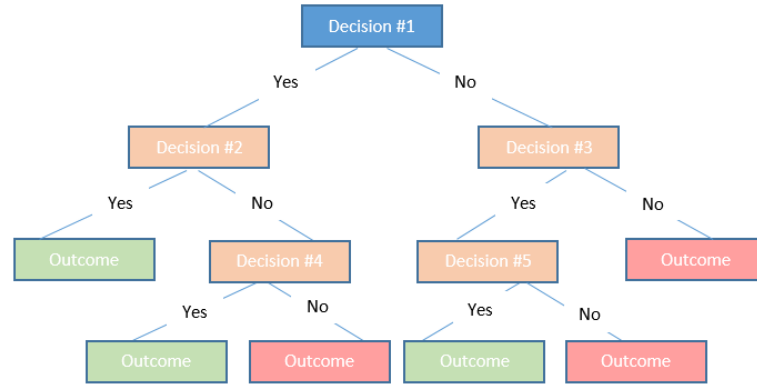 Decision #1
Yes
No
Decision #2
Decision #3
Yes
No
Yes
No
Outcome
Decision #4
Decision #5
Outcome
Yes
No
Yes
No
Outcome
Outcome
Outcome
Outcome